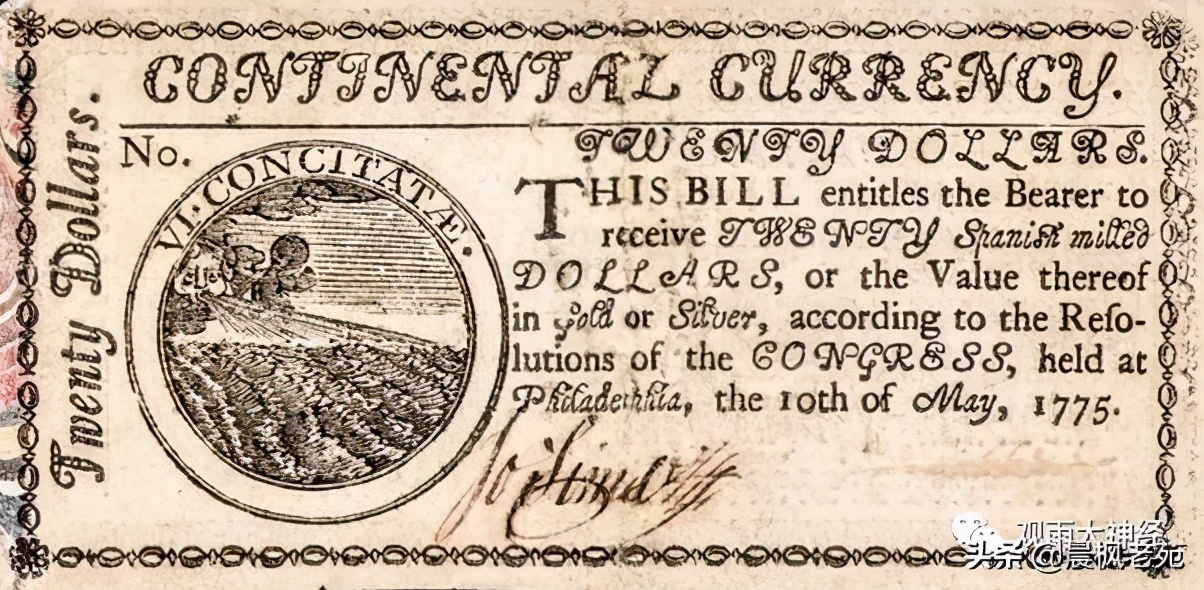 CONTINENTAL CURRENCY.
Twenty Dollars.
No.
VI·CONCITATÆ.
TWENTY DOLLARS.
THIS BILL entitles the Bearer to
receive TWENTY Spanish milled
DOLLARS, or the Value thereof
in Gold or Silver, according to the Reſo-
lutions of the CONGRESS, held at
Philadelphia, the 10th of May, 1775.
观雨大神经
头条 @晨枫老苑